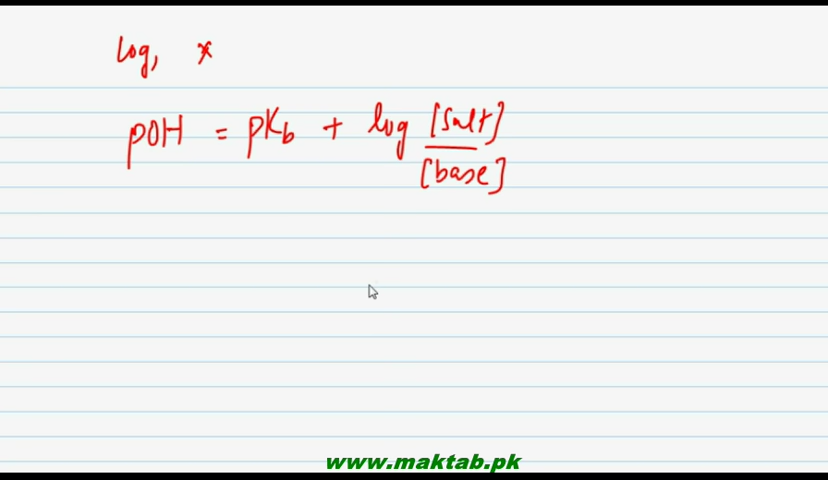 log, x
pOH = pKb + log [Salt]
[base]
www.maktab.pk